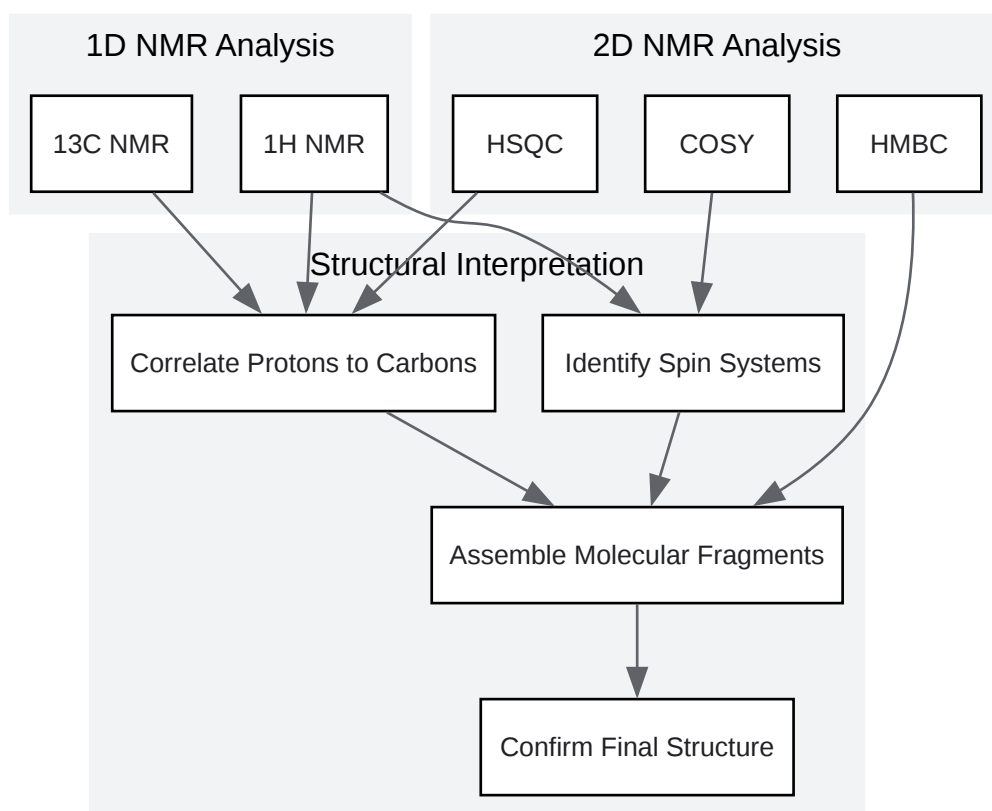 1D NMR Analysis
2D NMR Analysis
13C NMR
1H NMR
HSQC
COSY
HMBC
Structural Interpretation
Correlate Protons to Carbons
Identify Spin Systems
Assemble Molecular Fragments
Confirm Final Structure